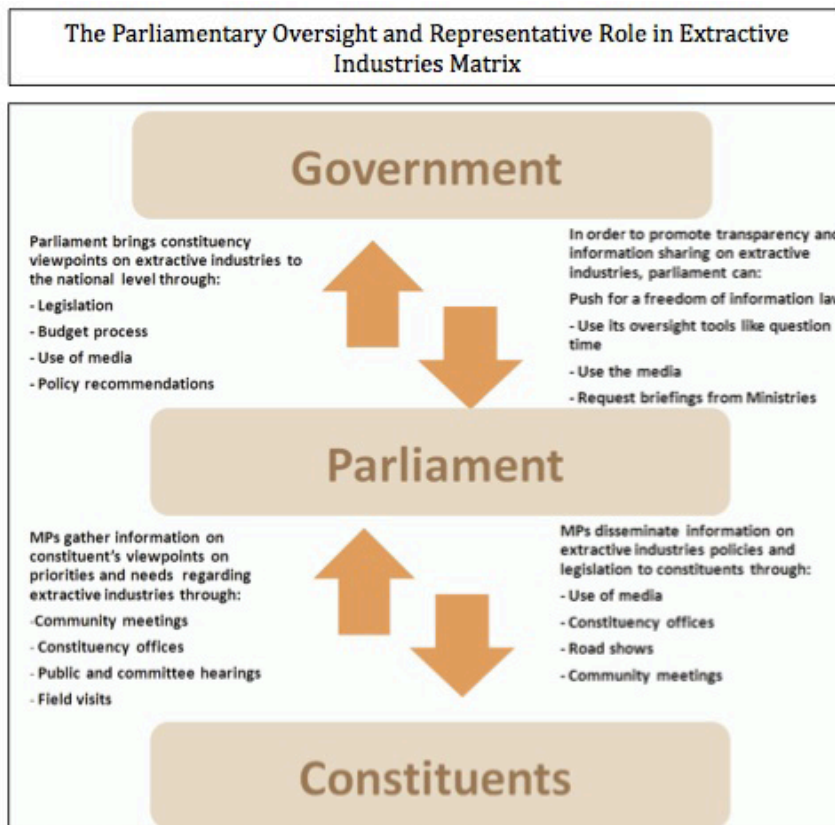 The Parliamentary Oversight and Representative Role in Extractive
Industries Matrix
Government
Parliament brings constituency
viewpoints on extractive industries to
the national level through:
- Legislation
- Budget process
- Use of media
- Policy recommendations
In order to promote transparency and
information sharing on extractive
industries, parliament can:
Push for a freedom of information law
- Use its oversight tools like question
time
- Use the media
- Request briefings from Ministries
Parliament
MPs gather information on
constituent's viewpoints on
priorities and needs regarding
extractive industries through:
-Community meetings
- Constituency offices
- Public and committee hearings
- Field visits
MPs disseminate information on
extractive industries policies and
legislation to constituents through:
- Use of media
- Constituency offices
- Road shows
- Community meetings
Constituents